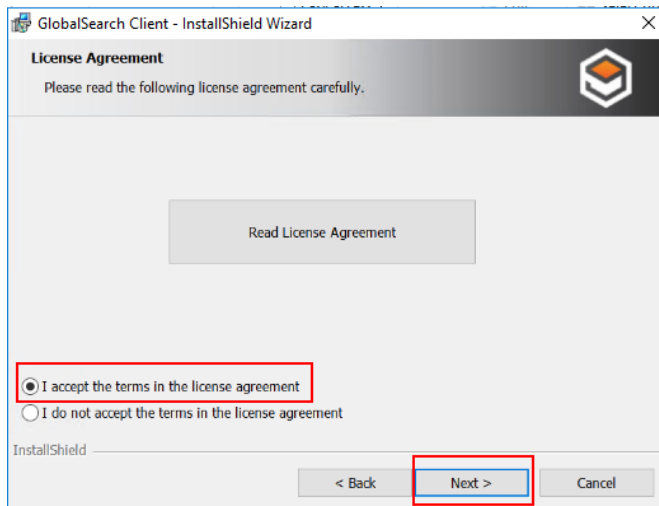 GlobalSearch Client - InstallShield Wizard
License Agreement
Please read the following license agreement carefully.
Read License Agreement
I accept the terms in the license agreement
I do not accept the terms in the license agreement
InstallShield
< Back Next > Cancel